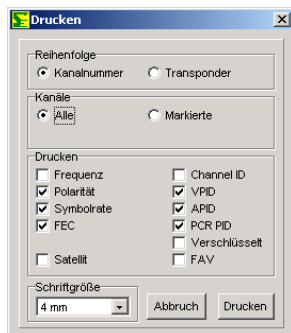 Drucken
Reihenfolge
Kanalnummer Transponder
Kanäle
Alle Markierte
Drucken
Frequenz Channel ID
Polarität VPID
Symbolrate APID
FEC PCR PID
Verschlüsselt
Satellit FAV
Schriftgröße
4 mm Abbruch Drucken